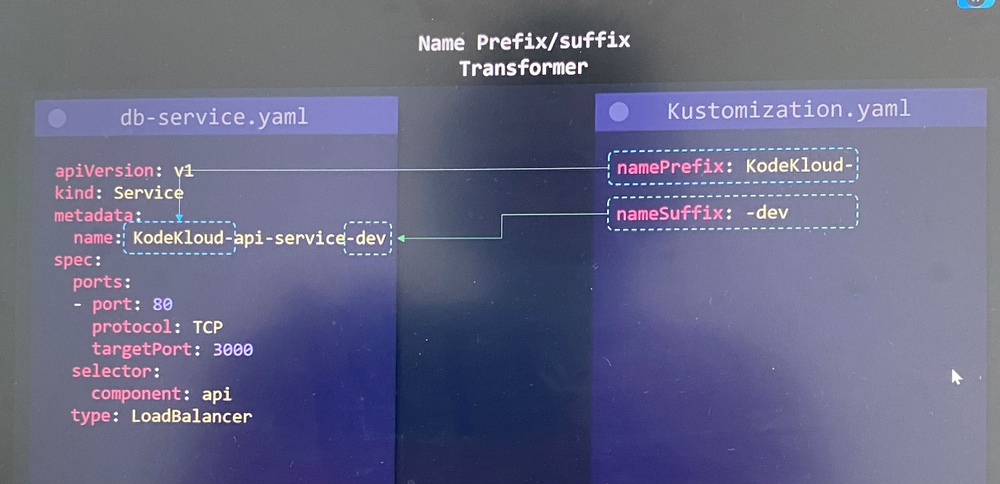 Name Prefix/suffix
Transformer
db-service.yaml
apiVersion: v1
kind: Service
metadata:
  name: KodeKloud-api-service-dev
spec:
  ports:
  - port: 80
    protocol: TCP
    targetPort: 3000
  selector:
    component: api
  type: LoadBalancer
Kustomization.yaml
namePrefix: KodeKloud-
nameSuffix: -dev